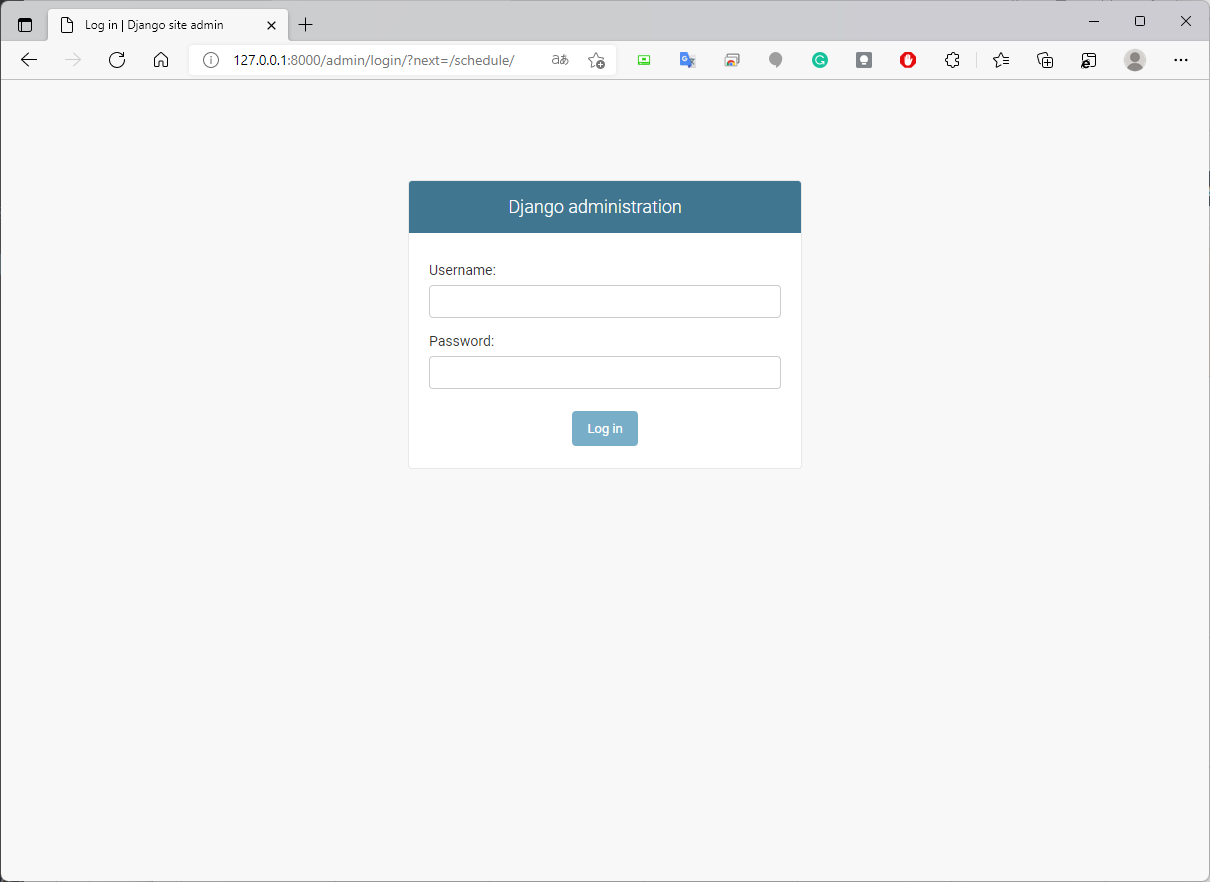 Log in | Django site admin
127.0.0.1:8000/admin/login/?next=/schedule/
Django administration
Username:
Password:
Log in